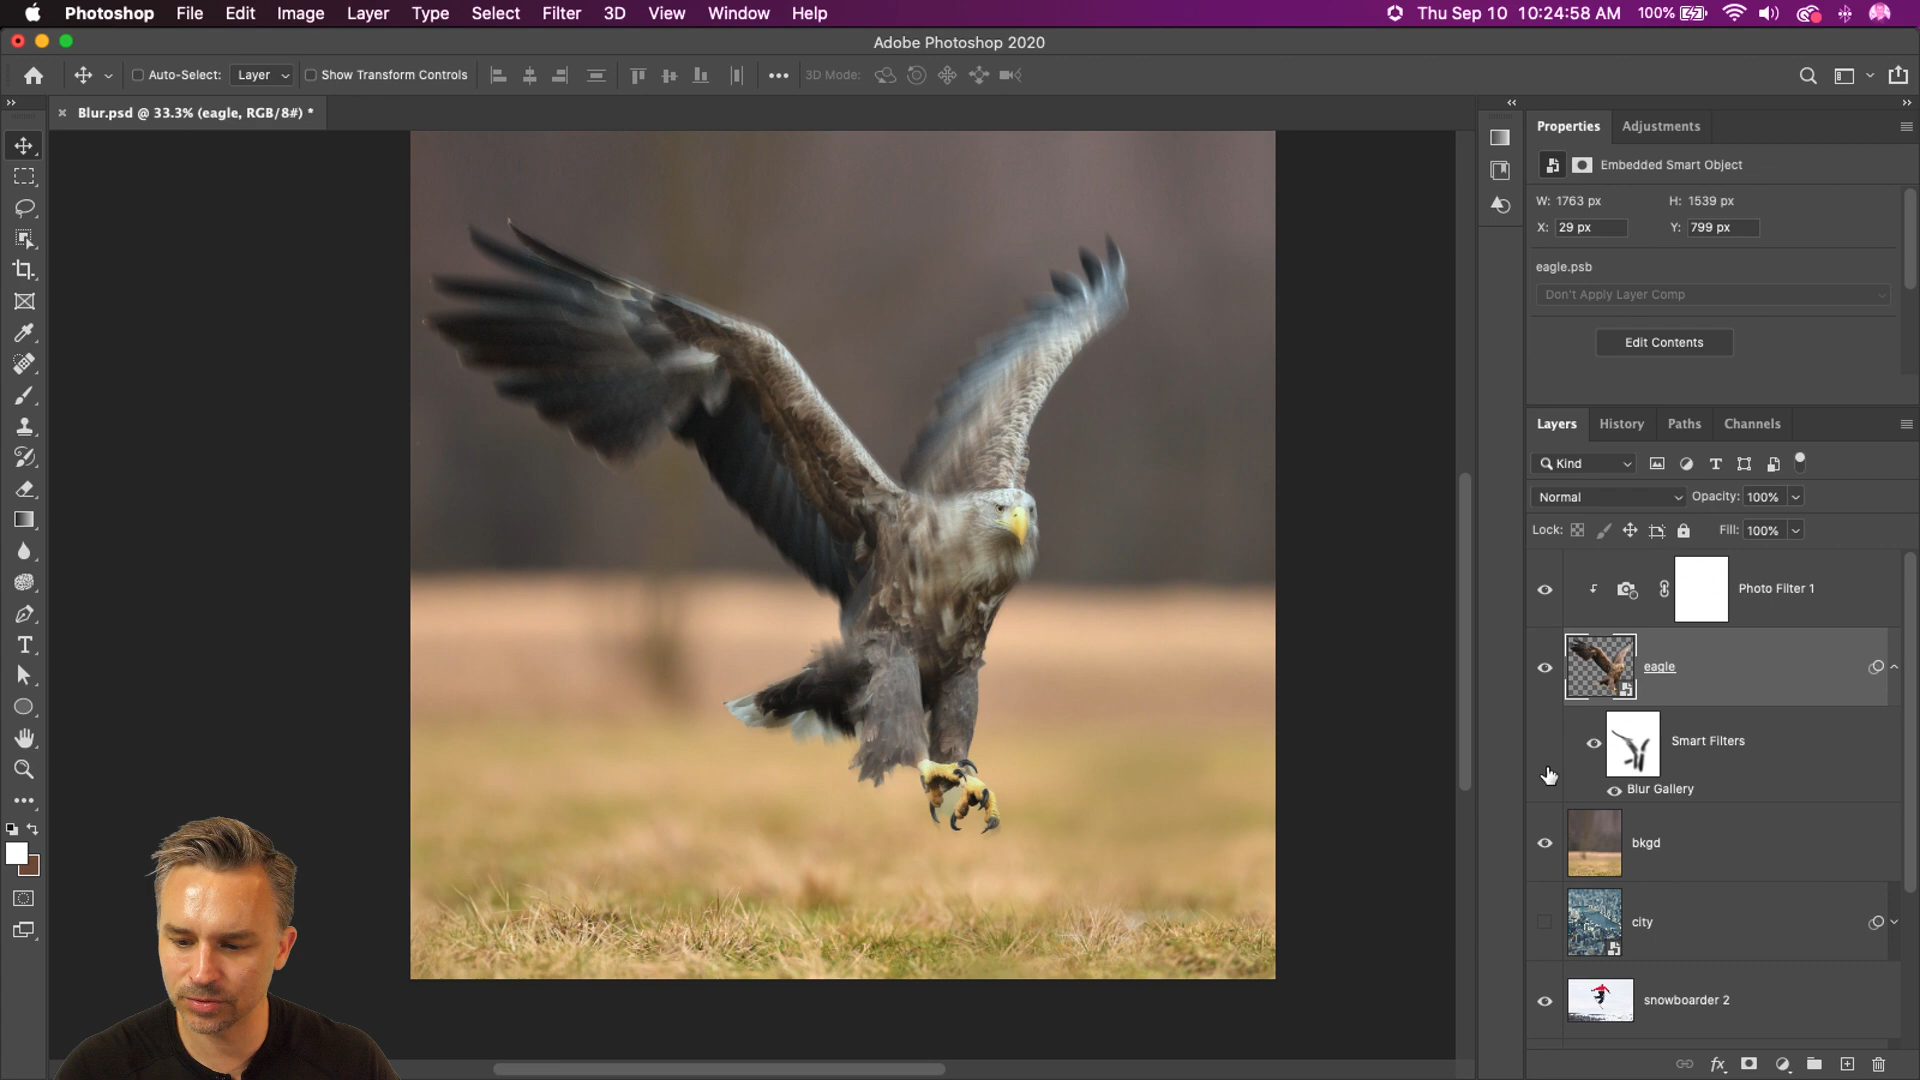 Photoshop File Edit Image Layer Type Select Filter 3D View Window Help Thu Sep 10 10:24:58 AM 100%
Adobe Photoshop 2020
Auto-Select: Layer Show Transform Controls 3D Mode:
Blur.psd @ 33.3% (eagle, RGB/8#) *
Properties Adjustments
Embedded Smart Object
W: 1763 px H: 1539 px
X: 29 px Y: 799 px
eagle.psb
Don't Apply Layer Comp
Edit Contents
Layers History Paths Channels
Kind
Normal Opacity: 100%
Lock: Fill: 100%
Photo Filter 1
eagle
Smart Filters
Blur Gallery
bkgd
city
snowboarder 2